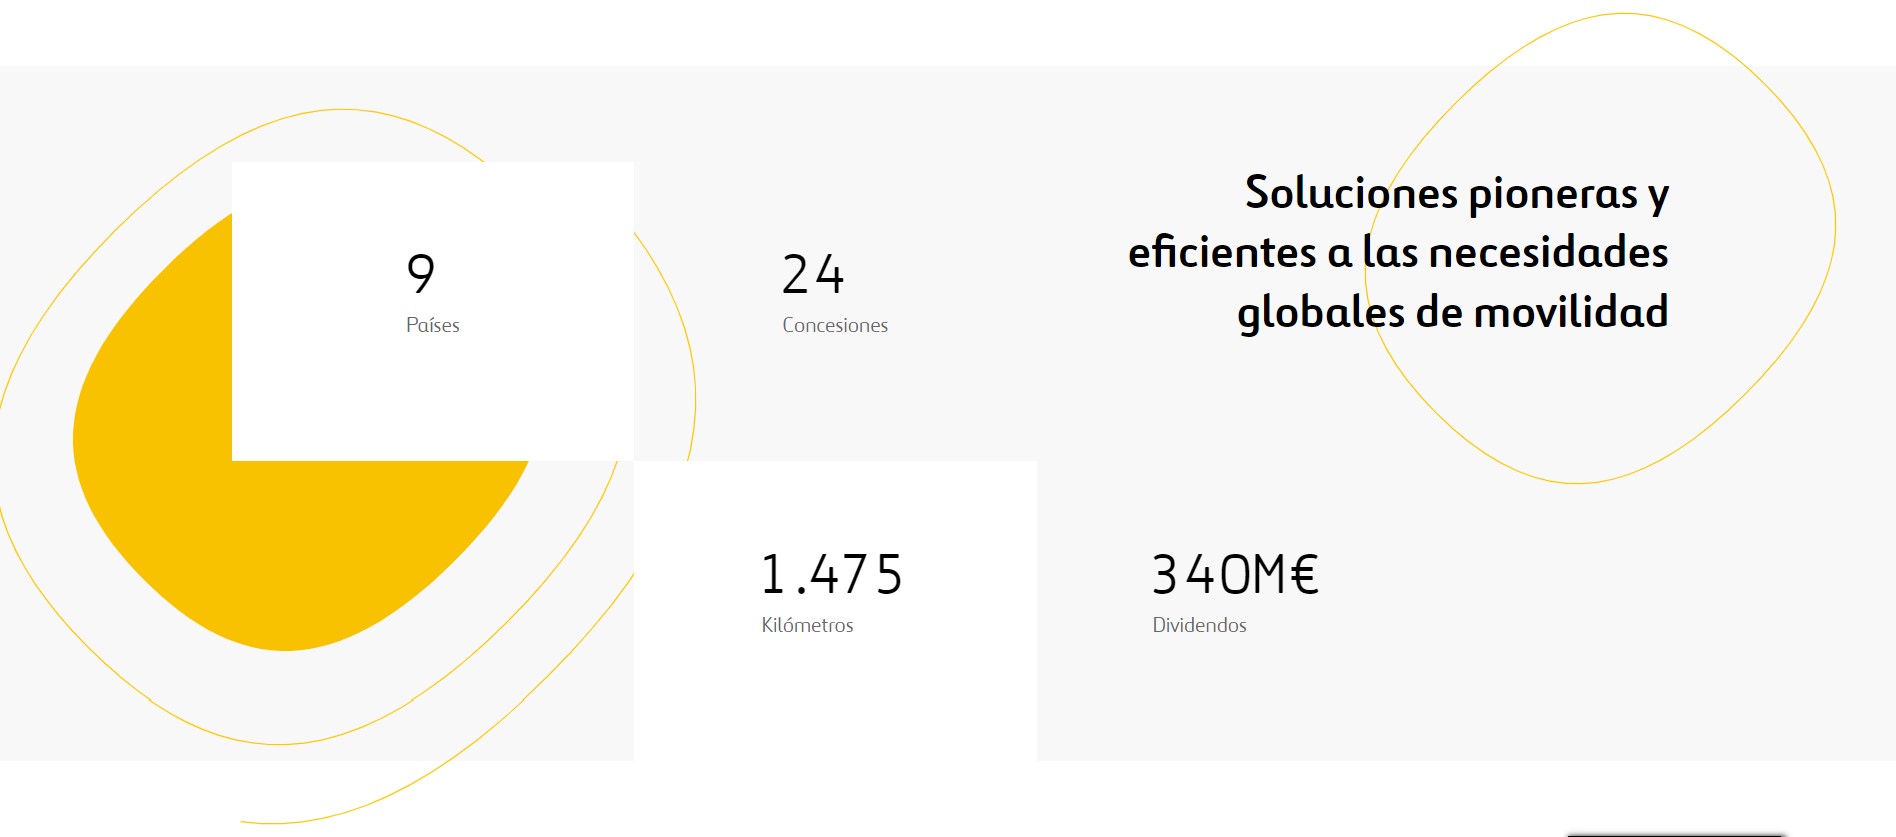 9
Países
24
Concesiones
Soluciones pioneras y
eficientes a las necesidades
globales de movilidad
1.475
Kilómetros
340M€
Dividendos